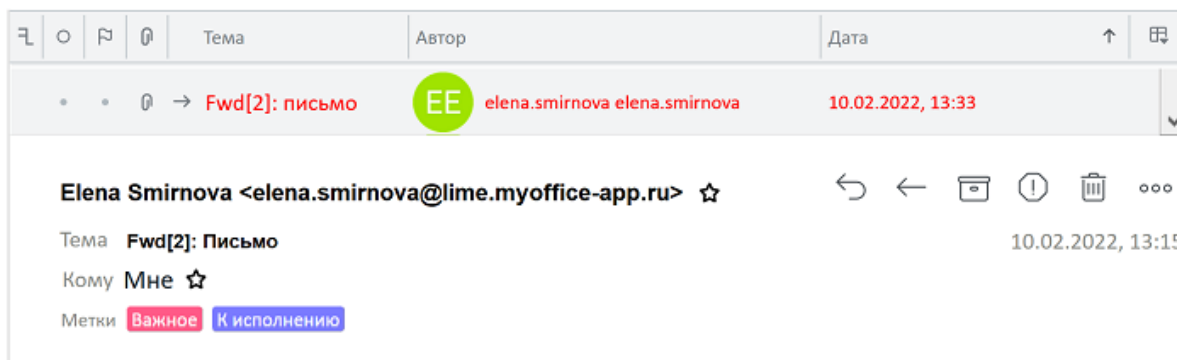 Тема Автор Дата
Fwd[2]: письмо EE elena.smirnova elena.smirnova 10.02.2022, 13:33
Elena Smirnova <elena.smirnova@lime.myoffice-app.ru>
Тема Fwd[2]: Письмо 10.02.2022, 13:15
Кому Мне
Метки Важное К исполнению